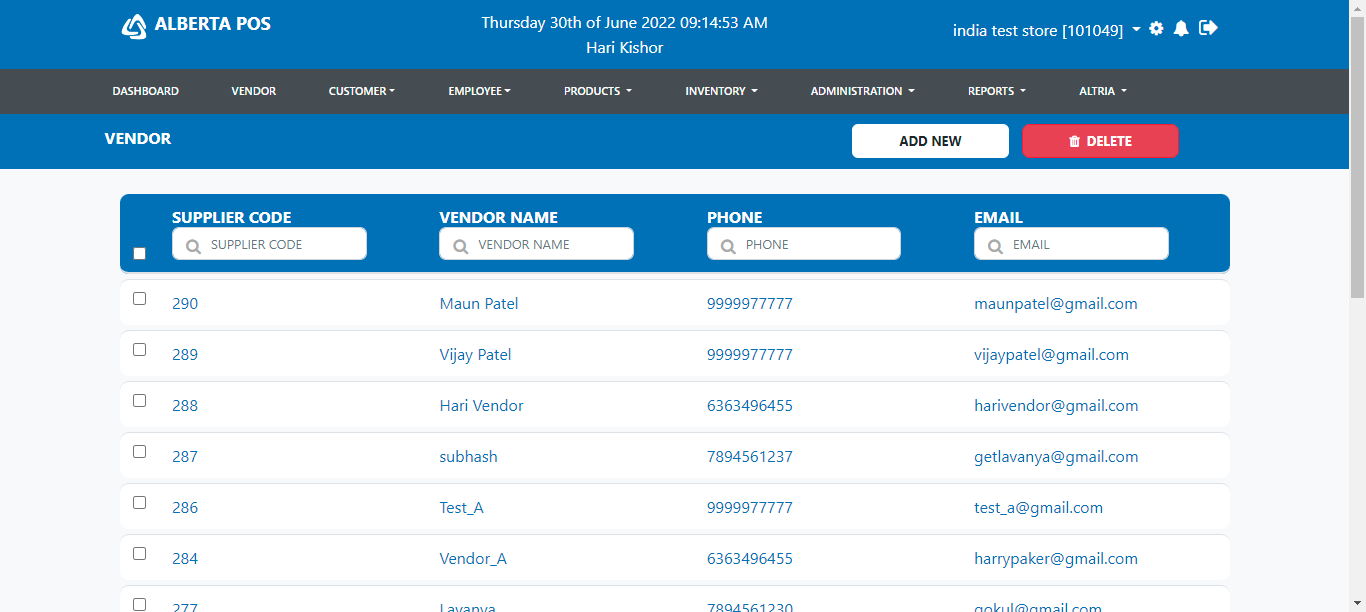 ALBERTA POS
Thursday 30th of June 2022 09:14:53 AM
Hari Kishor
india test store [101049]
DASHBOARD VENDOR CUSTOMER EMPLOYEE PRODUCTS INVENTORY ADMINISTRATION REPORTS ALTRIA
VENDOR ADD NEW DELETE
SUPPLIER CODE VENDOR NAME PHONE EMAIL
SUPPLIER CODE VENDOR NAME PHONE EMAIL
290 Maun Patel 9999977777 maunpatel@gmail.com
289 Vijay Patel 9999977777 vijaypatel@gmail.com
288 Hari Vendor 6363496455 harivendor@gmail.com
287 subhash 7894561237 getlavanya@gmail.com
286 Test_A 9999977777 test_a@gmail.com
284 Vendor_A 6363496455 harrypaker@gmail.com
277 Lavanya 7894561230 gokul@gmail.com